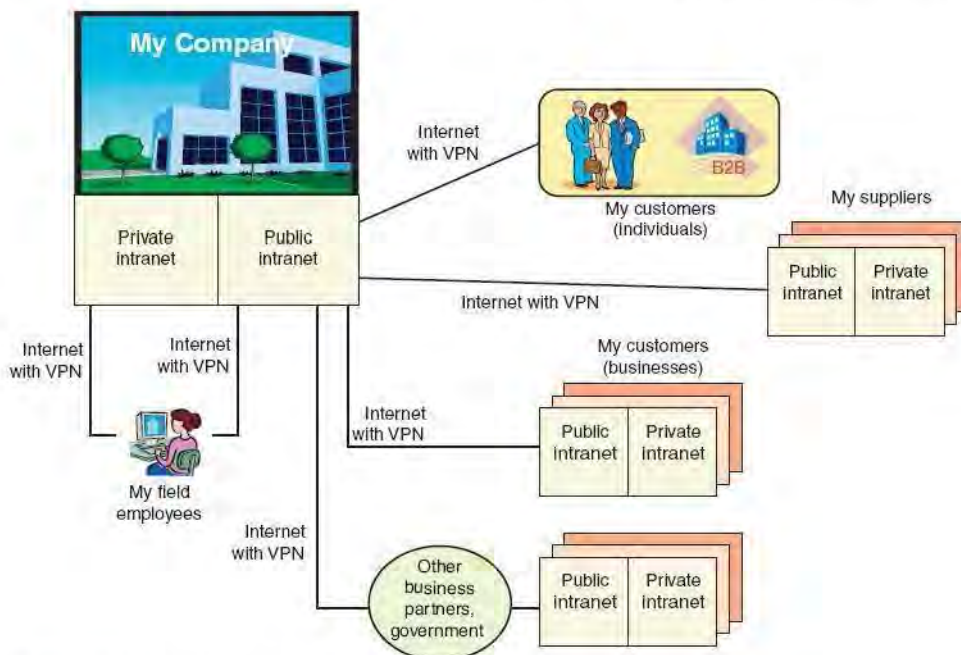 My Company
Private
intranet
Public
intranet
Internet
with VPN
B2B
My customers
(individuals)
My suppliers
Public
intranet
Private
intranet
Internet with VPN
Internet
with VPN
Internet
with VPN
My field
employees
My customers
(businesses)
Internet
with VPN
Public
intranet
Private
intranet
Internet
with VPN
Other
business
partners,
government
Public
intranet
Private
intranet